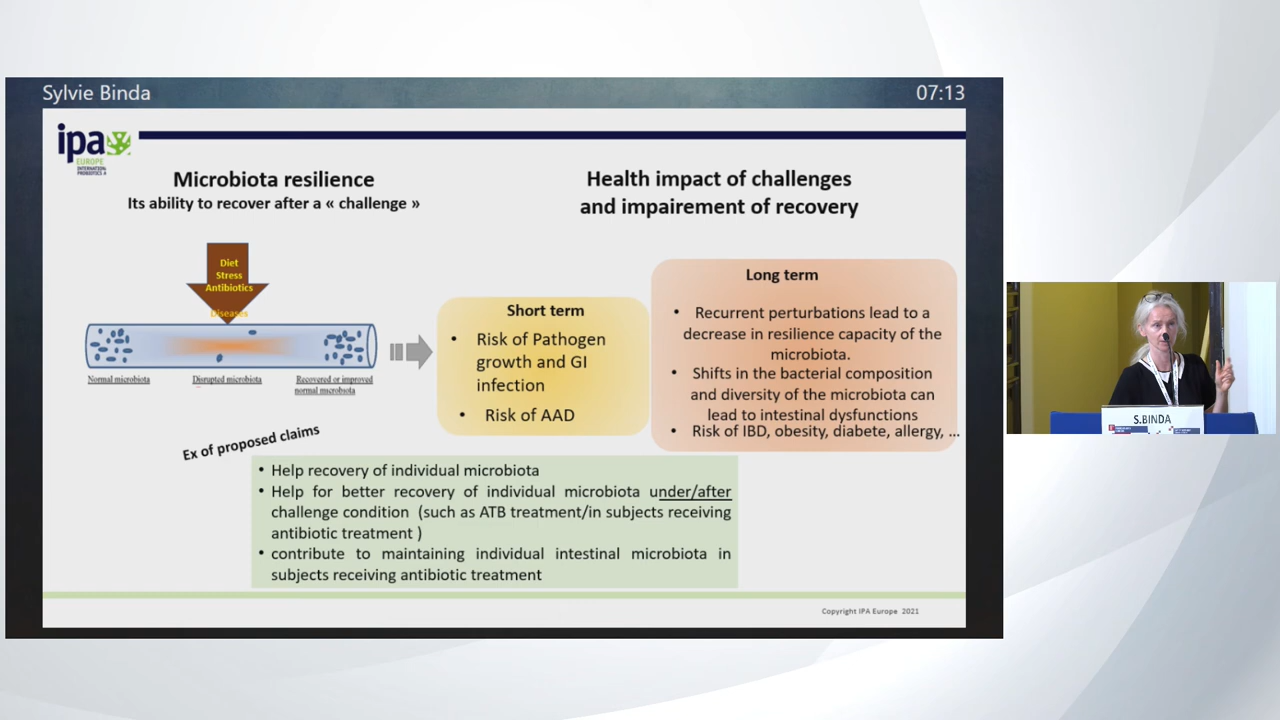 Sylvie Binda
07:13
ipa
EUROPE
INTERNATIONAL
PROBIOTICS A
Microbiota resilience
Its ability to recover after a « challenge »
Health impact of challenges
and impairement of recovery
Diet
Stress
Antibiotics
Diseases
Normal microbiota
Disrupted microbiota
Recovered or improved
normal microbiota
Short term
• Risk of Pathogen
growth and GI
infection
• Risk of AAD
Long term
• Recurrent perturbations lead to a
decrease in resilience capacity of the
microbiota.
• Shifts in the bacterial composition
and diversity of the microbiota can
lead to intestinal dysfunctions
• Risk of IBD, obesity, diabete, allergy, ...
Ex of proposed claims
• Help recovery of individual microbiota
• Help for better recovery of individual microbiota under/after
challenge condition (such as ATB treatment/in subjects receiving
antibiotic treatment )
• contribute to maintaining individual intestinal microbiota in
subjects receiving antibiotic treatment
Copyright IPA Europe 2021
S.BINDA